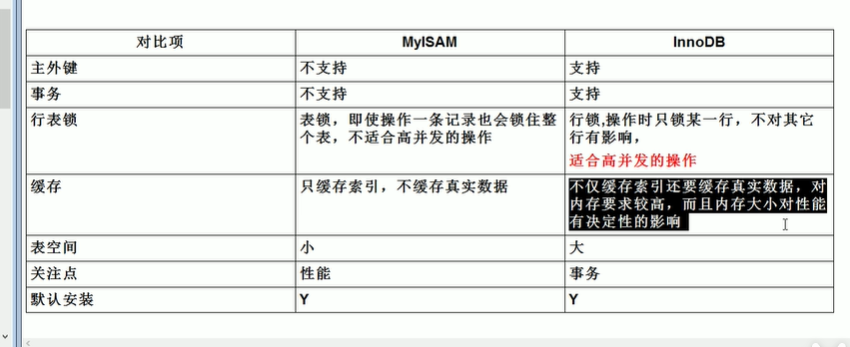 对比项 MyISAM InnoDB
主外键 不支持 支持
事务 不支持 支持
行表锁 表锁，即使操作一条记录也会锁住整个表，不适合高并发的操作 行锁,操作时只锁某一行，不对其它行有影响，
适合高并发的操作
缓存 只缓存索引，不缓存真实数据 不仅缓存索引还要缓存真实数据，对内存要求较高，而且内存大小对性能有决定性的影响
表空间 小 大
关注点 性能 事务
默认安装 Y Y